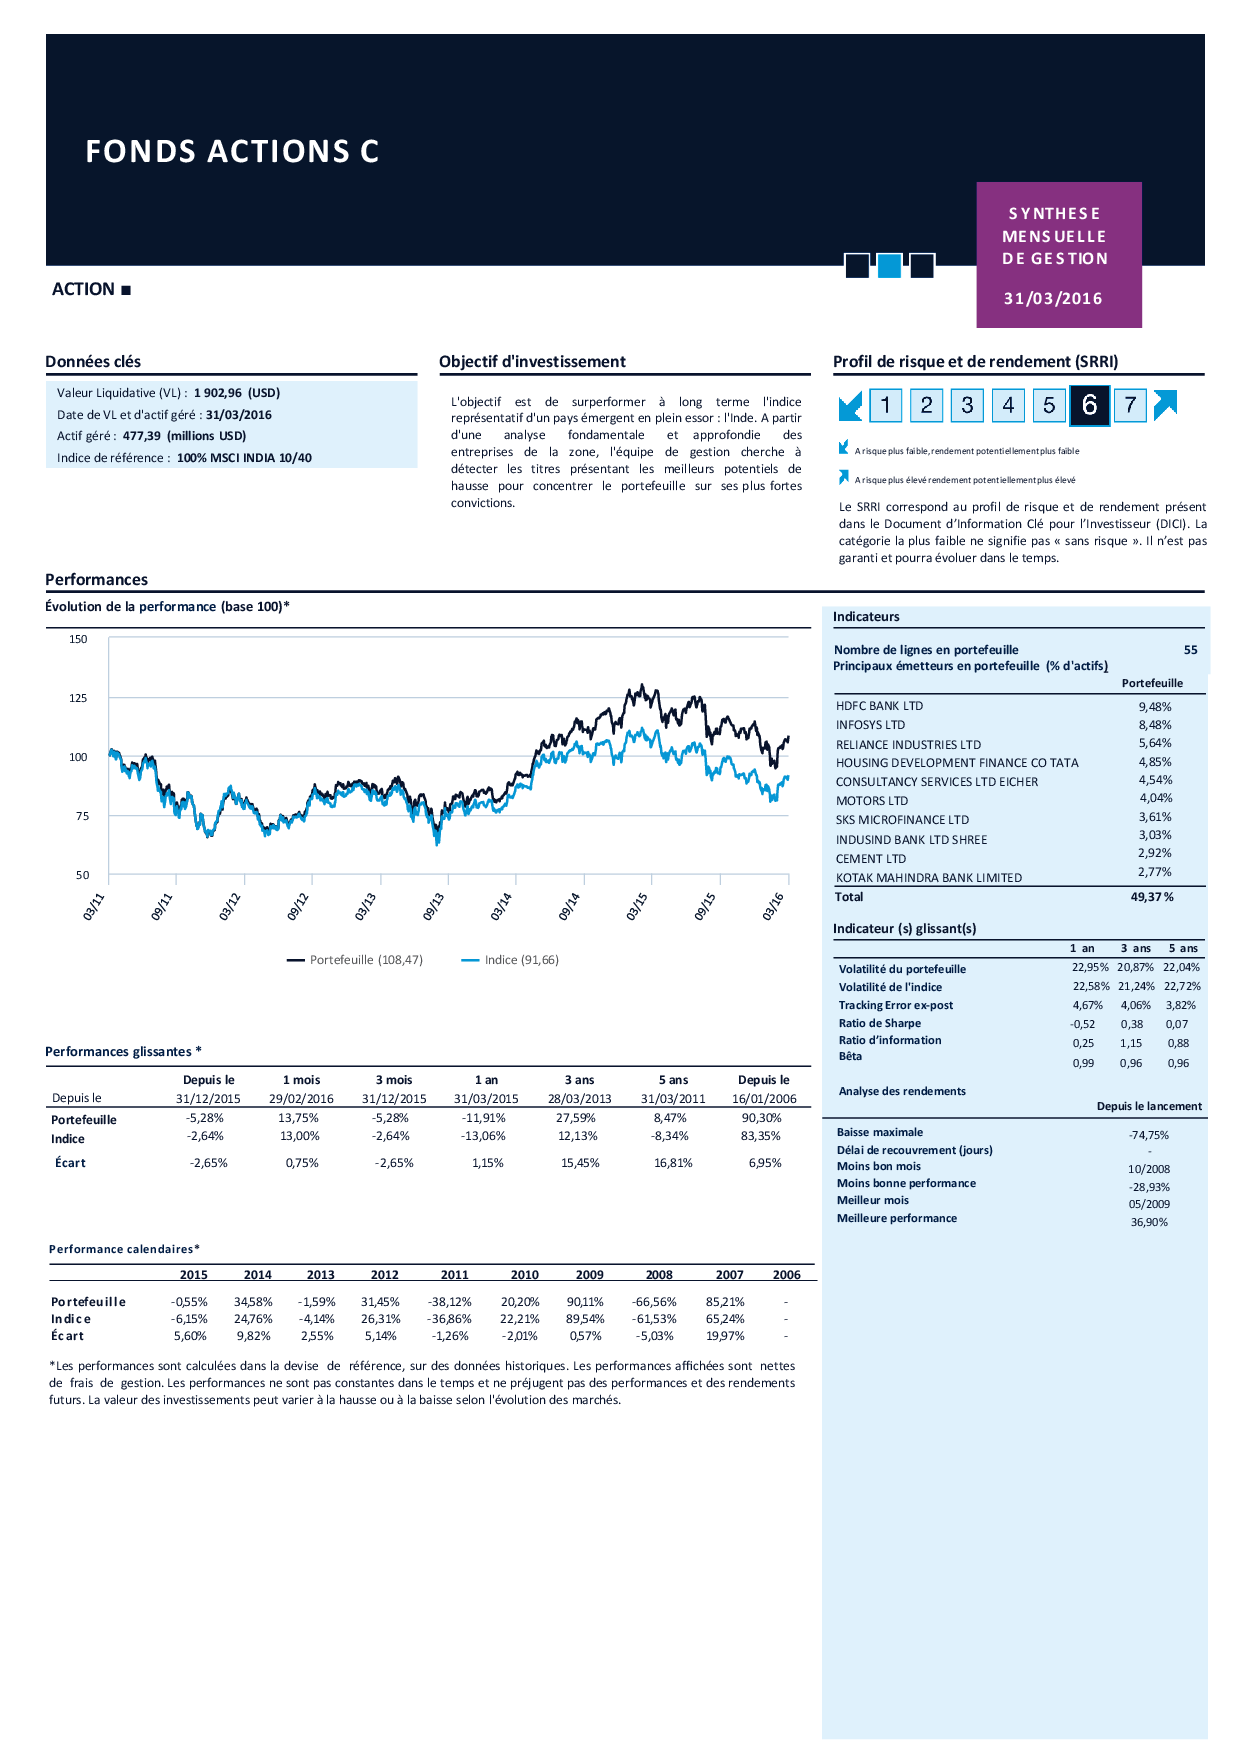 FONDS ACTIONS C
SYNTHESE
MENSUELLE
DE GESTION
31/03/2016
ACTION ■
Données clés
Valeur Liquidative (VL) : 1 902,96 (USD)
Date de VL et d'actif géré : 31/03/2016
Actif géré : 477,39 (millions USD)
Indice de référence : 100% MSCI INDIA 10/40
Objectif d'investissement
L'objectif est de surperformer à long terme l'indice
représentatif d'un pays émergent en plein essor : l'Inde. A partir
d'une analyse fondamentale et approfondie des
entreprises de la zone, l'équipe de gestion cherche à
détecter les titres présentant les meilleurs potentiels de
hausse pour concentrer le portefeuille sur ses plus fortes
convictions.
Profil de risque et de rendement (SRRI)
1 2 3 4 5 6 7
A risque plus faible, rendement potentiellement plus faible
A risque plus élevé rendement potentiellement plus élevé
Le SRRI correspond au profil de risque et de rendement présent
dans le Document d’Information Clé pour l’Investisseur (DICI). La
catégorie la plus faible ne signifie pas « sans risque ». Il n’est pas
garanti et pourra évoluer dans le temps.
Performances
Évolution de la performance (base 100)*
150
125
100
75
50
03/11 09/11 03/12 09/12 03/13 09/13 03/14 09/14 03/15 09/15 03/16
Portefeuille (108,47) Indice (91,66)
Performances glissantes *
Depuis le 1 mois 3 mois 1 an 3 ans 5 ans Depuis le
Depuis le 31/12/2015 29/02/2016 31/12/2015 31/03/2015 28/03/2013 31/03/2011 16/01/2006
Portefeuille -5,28% 13,75% -5,28% -11,91% 27,59% 8,47% 90,30%
Indice -2,64% 13,00% -2,64% -13,06% 12,13% -8,34% 83,35%
Écart -2,65% 0,75% -2,65% 1,15% 15,45% 16,81% 6,95%
Performance calendaires*
2015 2014 2013 2012 2011 2010 2009 2008 2007 2006
Portefeuille -0,55% 34,58% -1,59% 31,45% -38,12% 20,20% 90,11% -66,56% 85,21% -
Indice -6,15% 24,76% -4,14% 26,31% -36,86% 22,21% 89,54% -61,53% 65,24% -
Écart 5,60% 9,82% 2,55% 5,14% -1,26% -2,01% 0,57% -5,03% 19,97% -
*Les performances sont calculées dans la devise de référence, sur des données historiques. Les performances affichées sont nettes
de frais de gestion. Les performances ne sont pas constantes dans le temps et ne préjugent pas des performances et des rendements
futurs. La valeur des investissements peut varier à la hausse ou à la baisse selon l'évolution des marchés.
Indicateurs
Nombre de lignes en portefeuille 55
Principaux émetteurs en portefeuille (% d'actifs)
Portefeuille
HDFC BANK LTD 9,48%
INFOSYS LTD 8,48%
RELIANCE INDUSTRIES LTD 5,64%
HOUSING DEVELOPMENT FINANCE CO TATA 4,85%
CONSULTANCY SERVICES LTD EICHER 4,54%
MOTORS LTD 4,04%
SKS MICROFINANCE LTD 3,61%
INDUSIND BANK LTD SHREE 3,03%
CEMENT LTD 2,92%
KOTAK MAHINDRA BANK LIMITED 2,77%
Total 49,37 %
Indicateur (s) glissant(s)
1 an 3 ans 5 ans
Volatilité du portefeuille 22,95% 20,87% 22,04%
Volatilité de l'indice 22,58% 21,24% 22,72%
Tracking Error ex-post 4,67% 4,06% 3,82%
Ratio de Sharpe -0,52 0,38 0,07
Ratio d’information 0,25 1,15 0,88
Bêta 0,99 0,96 0,96
Analyse des rendements
Depuis le lancement
Baisse maximale -74,75%
Délai de recouvrement (jours) -
Moins bon mois 10/2008
Moins bonne performance -28,93%
Meilleur mois 05/2009
Meilleure performance 36,90%